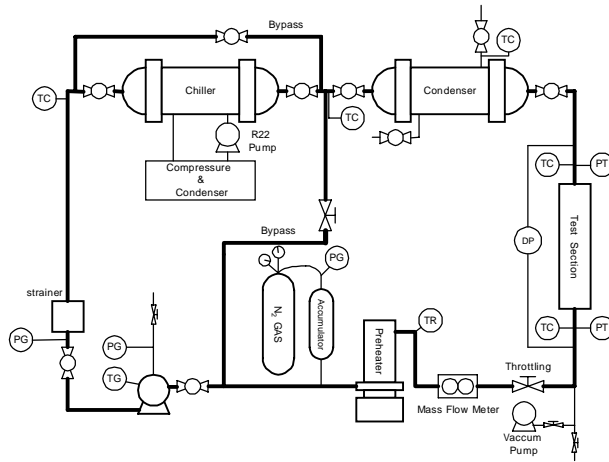 Bypass
TC
Chiller
TC
Condenser
TC
R22
Pump
Compressure
&
Condenser
TC
PT
DP
Test Section
Bypass
PG
N2 GAS
Accumulator
strainer
PG
PG
TG
Preheater
TR
TC
PT
Throttling
Mass Flow Meter
Vaccum
Pump